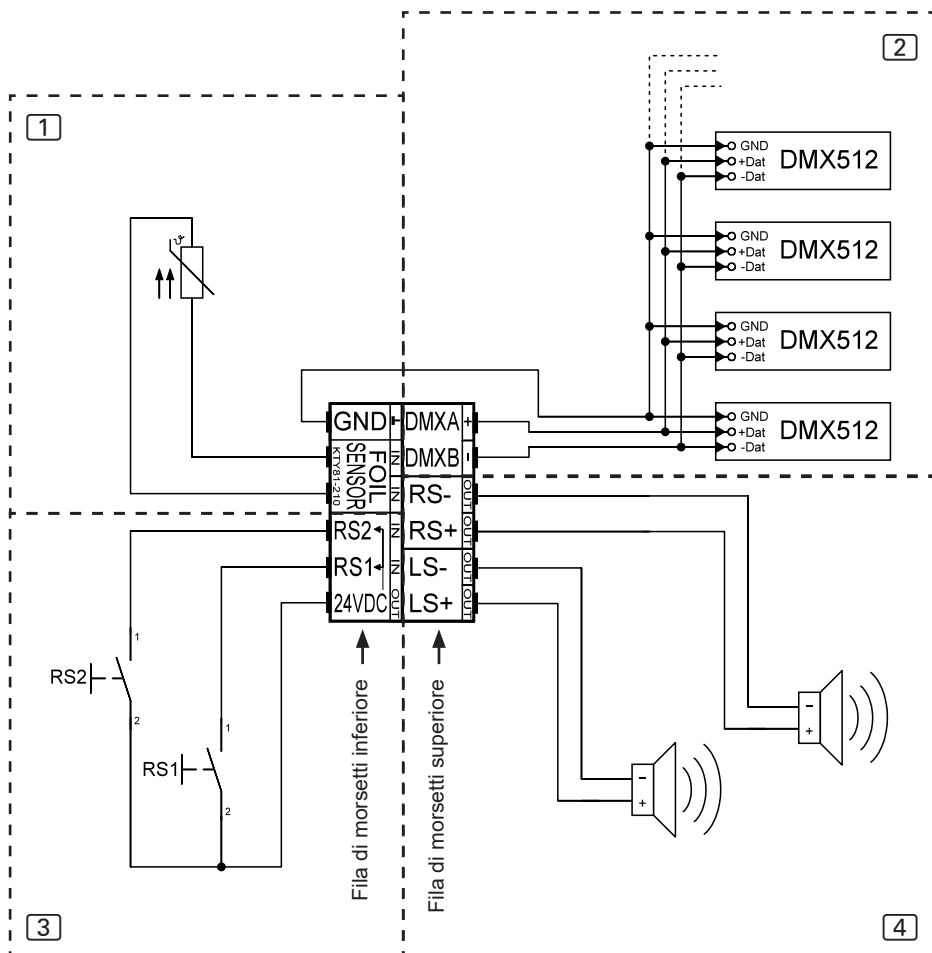 2
1
GND
+Dat
-Dat
DMX512
GND
+Dat
-Dat
DMX512
GND
+Dat
-Dat
DMX512
GND
+Dat
-Dat
DMX512
ϑ
GND -
DMXA +
FOIL SENSOR
KTY81-210
IN
IN
DMXB -
RS- OUT
RS2 IN
RS+ OUT
RS1 IN
LS- OUT
24VDC OUT
LS+ OUT
1
RS2
2
1
RS1
2
-
+
-
+
Fila di morsetti inferiore
Fila di morsetti superiore
3
4